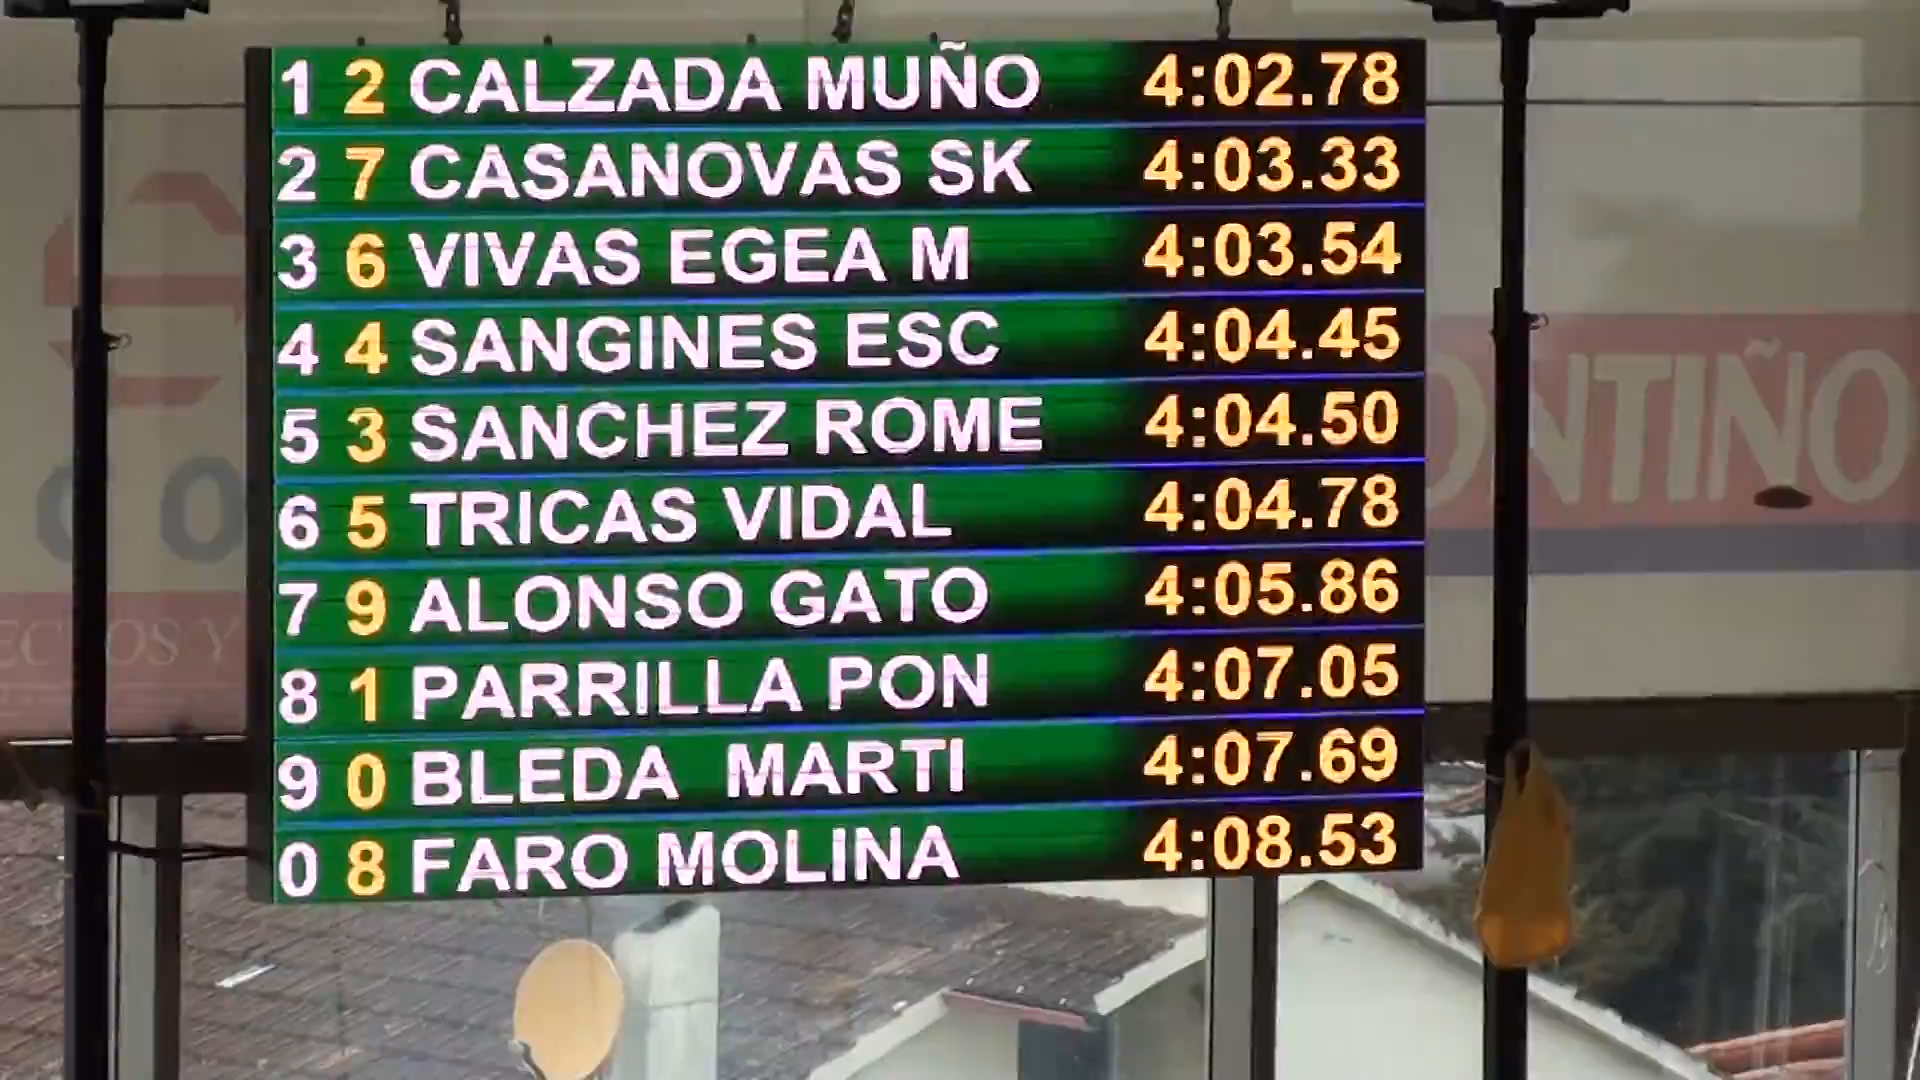 1 2 CALZADA MUÑO 4:02.78
2 7 CASANOVAS SK 4:03.33
3 6 VIVAS EGEA M 4:03.54
4 4 SANGINES ESC 4:04.45
5 3 SANCHEZ ROME 4:04.50
6 5 TRICAS VIDAL 4:04.78
7 9 ALONSO GATO 4:05.86
8 1 PARRILLA PON 4:07.05
9 0 BLEDA MARTI 4:07.69
0 8 FARO MOLINA 4:08.53
ONTIÑO
CO
OS Y